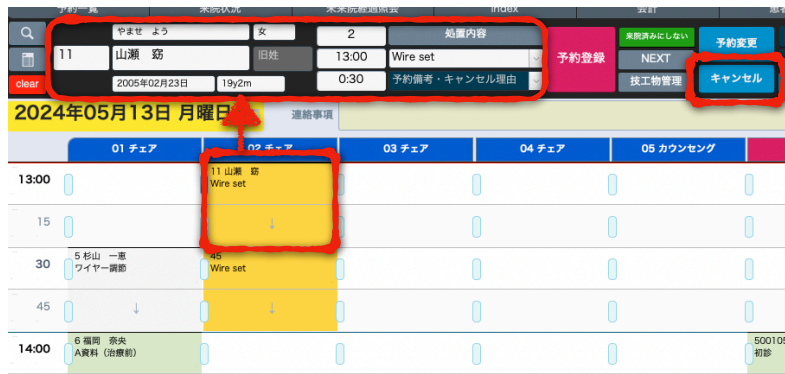 予約一覧 来院状況 未来院経過照会 index 会計
やませ よう 女 2 処置内容 来院済みにしない 予約変更
11 山瀬 窈 旧姓 13:00 Wire set 予約登録 NEXT
clear 2005年02月23日 19y2m 0:30 予約備考・キャンセル理由 技工物管理 キャンセル
2024年05月13日 月曜日 連絡事項
01 チェア 02 チェア 03 チェア 04 チェア 05 カウンセング
13:00 11 山瀬 窈
Wire set
15 ↓
30 5 杉山 一恵 45
ワイヤー調節 Wire set
45 ↓ ↓
14:00 6 福岡 奈央 500105
A資料（治療前） 初診